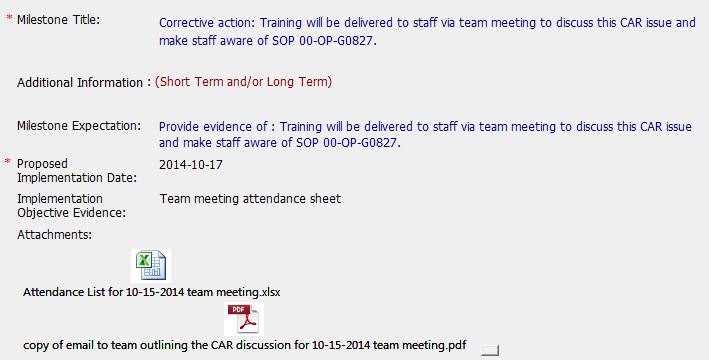 * Milestone Title: Corrective action: Training will be delivered to staff via team meeting to discuss this CAR issue and
make staff aware of SOP 00-OP-G0827.
Additional Information : (Short Term and/or Long Term)
Milestone Expectation: Provide evidence of : Training will be delivered to staff via team meeting to discuss this CAR issue
and make staff aware of SOP 00-OP-G0827.
* Proposed 2014-10-17
Implementation Date:
Implementation Team meeting attendance sheet
Objective Evidence:
Attachments:
Attendance List for 10-15-2014 team meeting.xlsx
PDF
copy of email to team outlining the CAR discussion for 10-15-2014 team meeting.pdf